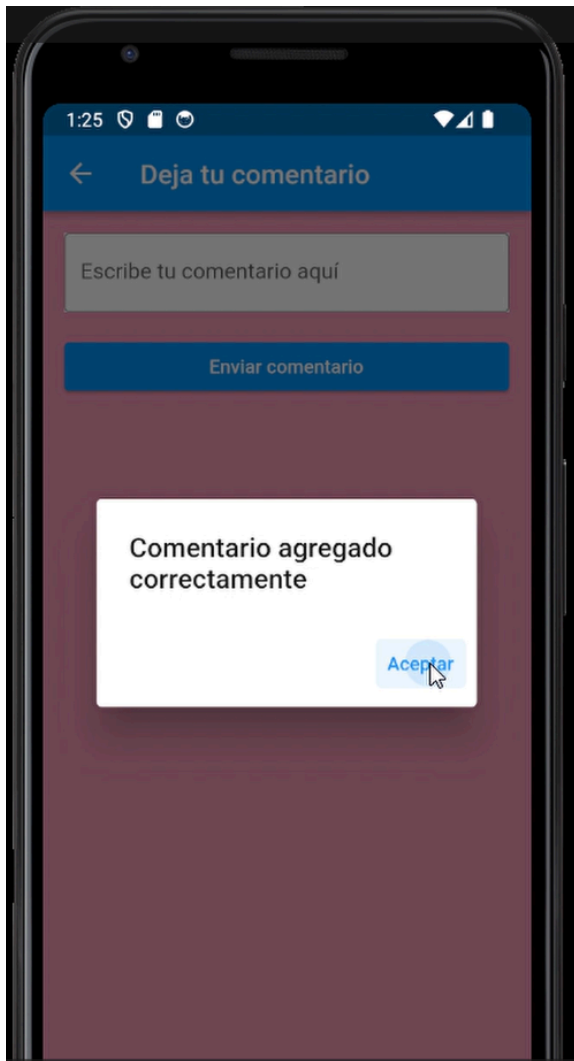 1:25
Deja tu comentario
Escribe tu comentario aquí
Enviar comentario
Comentario agregado
correctamente
Aceptar